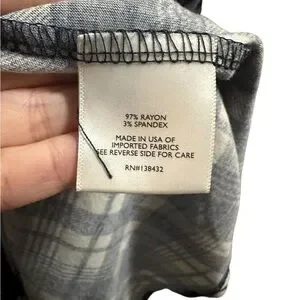 97% RAYON
3% SPANDEX
MADE IN USA OF
IMPORTED FABRICS
SEE REVERSE SIDE FOR CARE
RN#138432